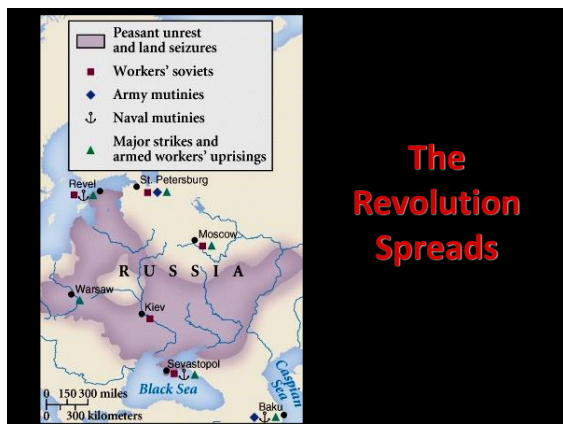 Peasant unrest
and land seizures
Workers' soviets
Army mutinies
Naval mutinies
Major strikes and
armed workers' uprisings
The
Revolution
Spreads
Revel
St. Petersburg
Moscow
RUSSIA
Warsaw
Kiev
Sevastopol
Black Sea
Caspian
Sea
Baku
0 150 300 miles
0 300 kilometers